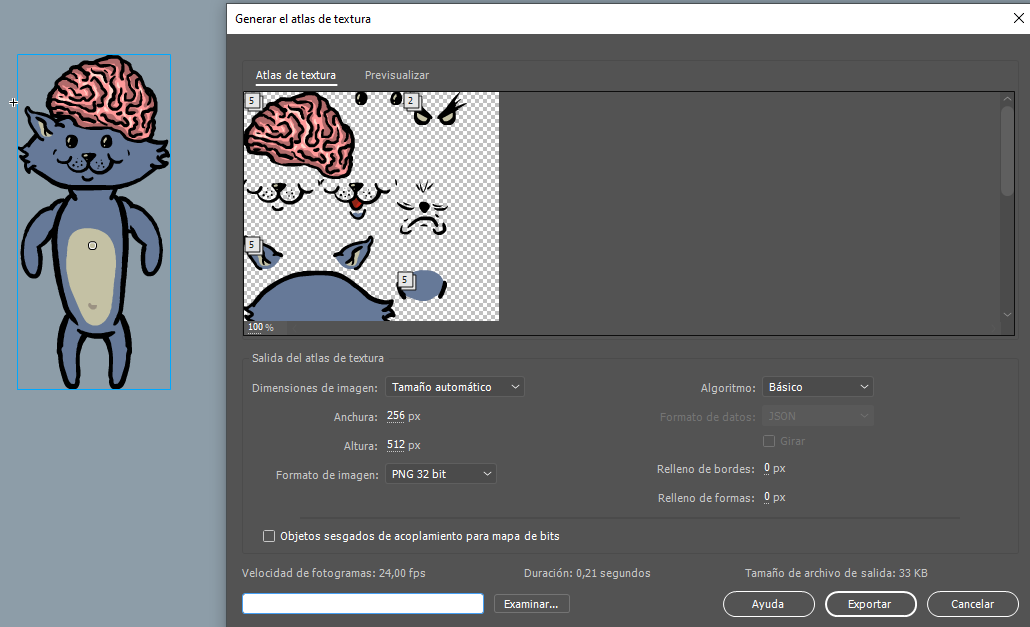 Generar el atlas de textura
Atlas de textura Previsualizar
5 2
5
5
100 %
Salida del atlas de textura
Dimensiones de imagen: Tamaño automático Algoritmo: Básico
Anchura: 256 px Formato de datos: JSON
Altura: 512 px Girar
Formato de imagen: PNG 32 bit Relleno de bordes: 0 px
Relleno de formas: 0 px
Objetos sesgados de acoplamiento para mapa de bits
Velocidad de fotogramas: 24,00 fps Duración: 0,21 segundos Tamaño de archivo de salida: 33 KB
Examinar... Ayuda Exportar Cancelar